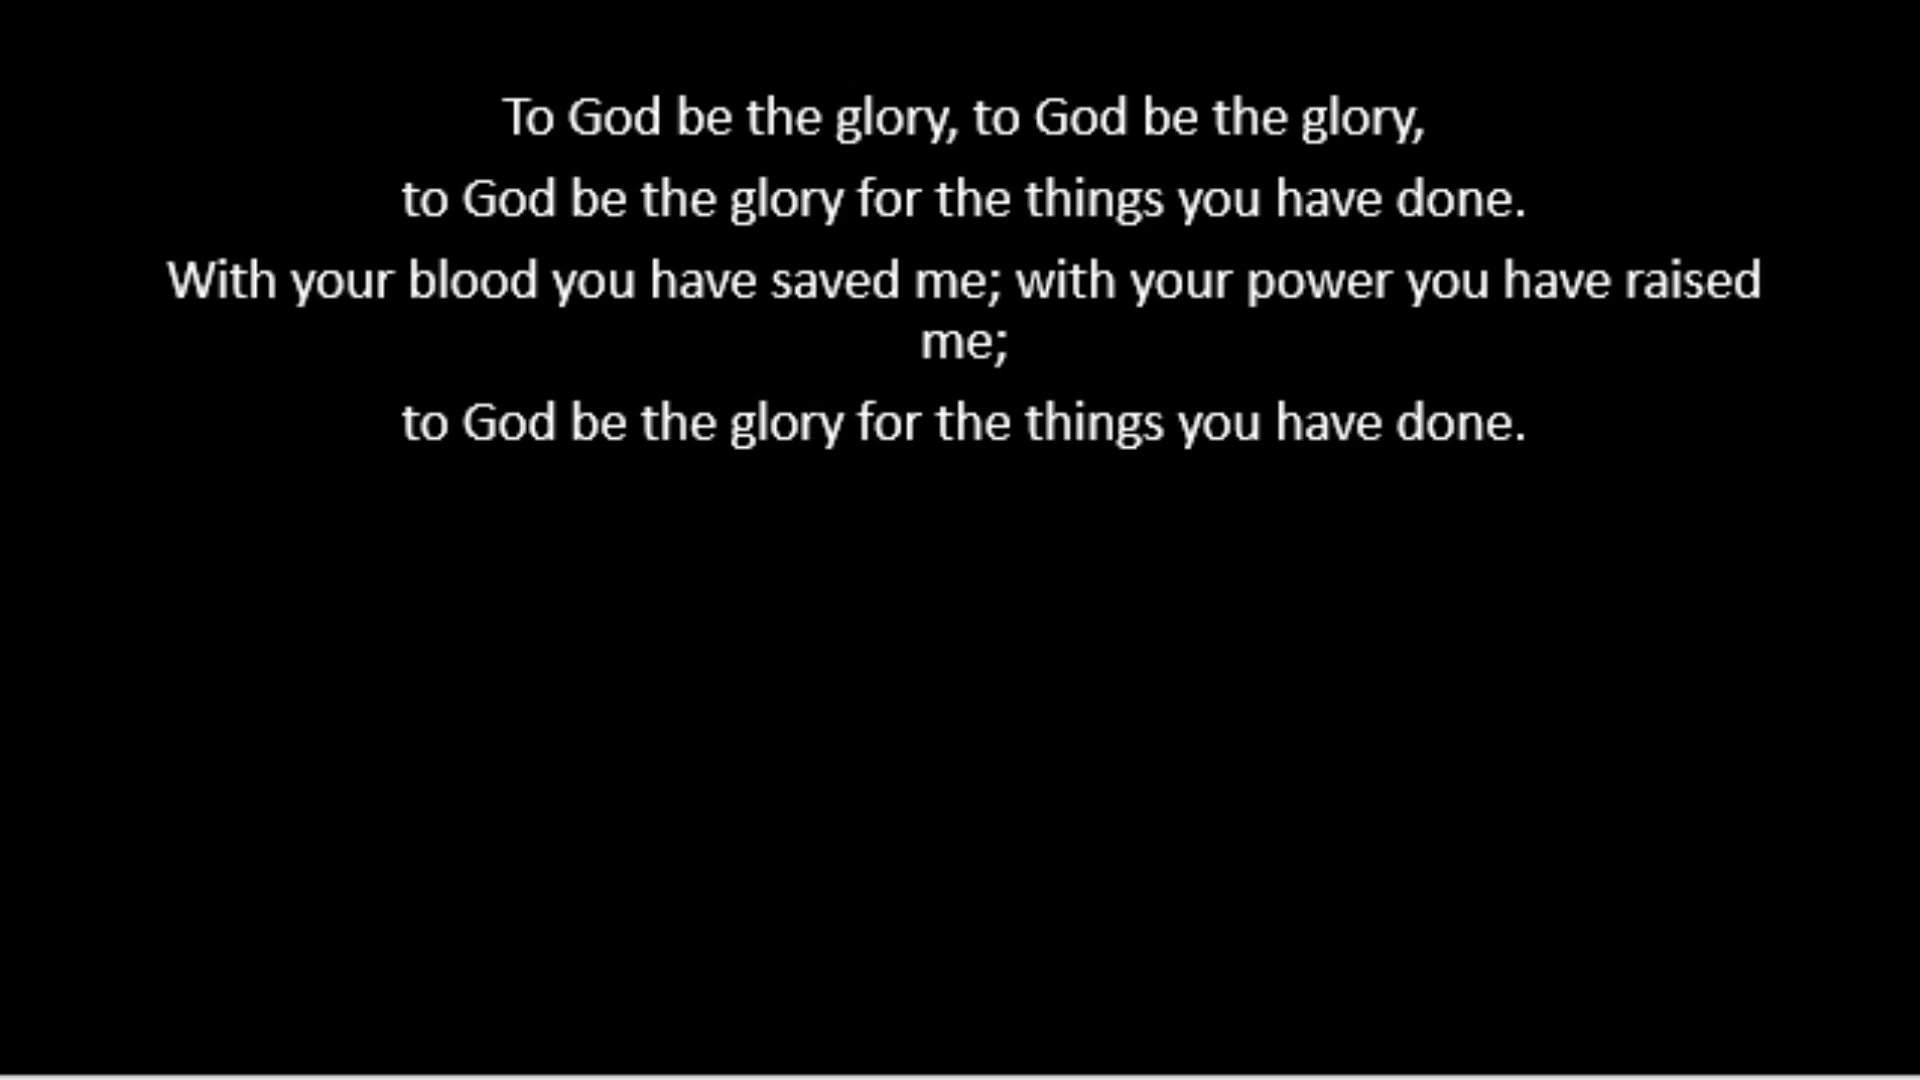 To God be the glory, to God be the glory,
to God be the glory for the things you have done.
With your blood you have saved me; with your power you have raised
me;
to God be the glory for the things you have done.